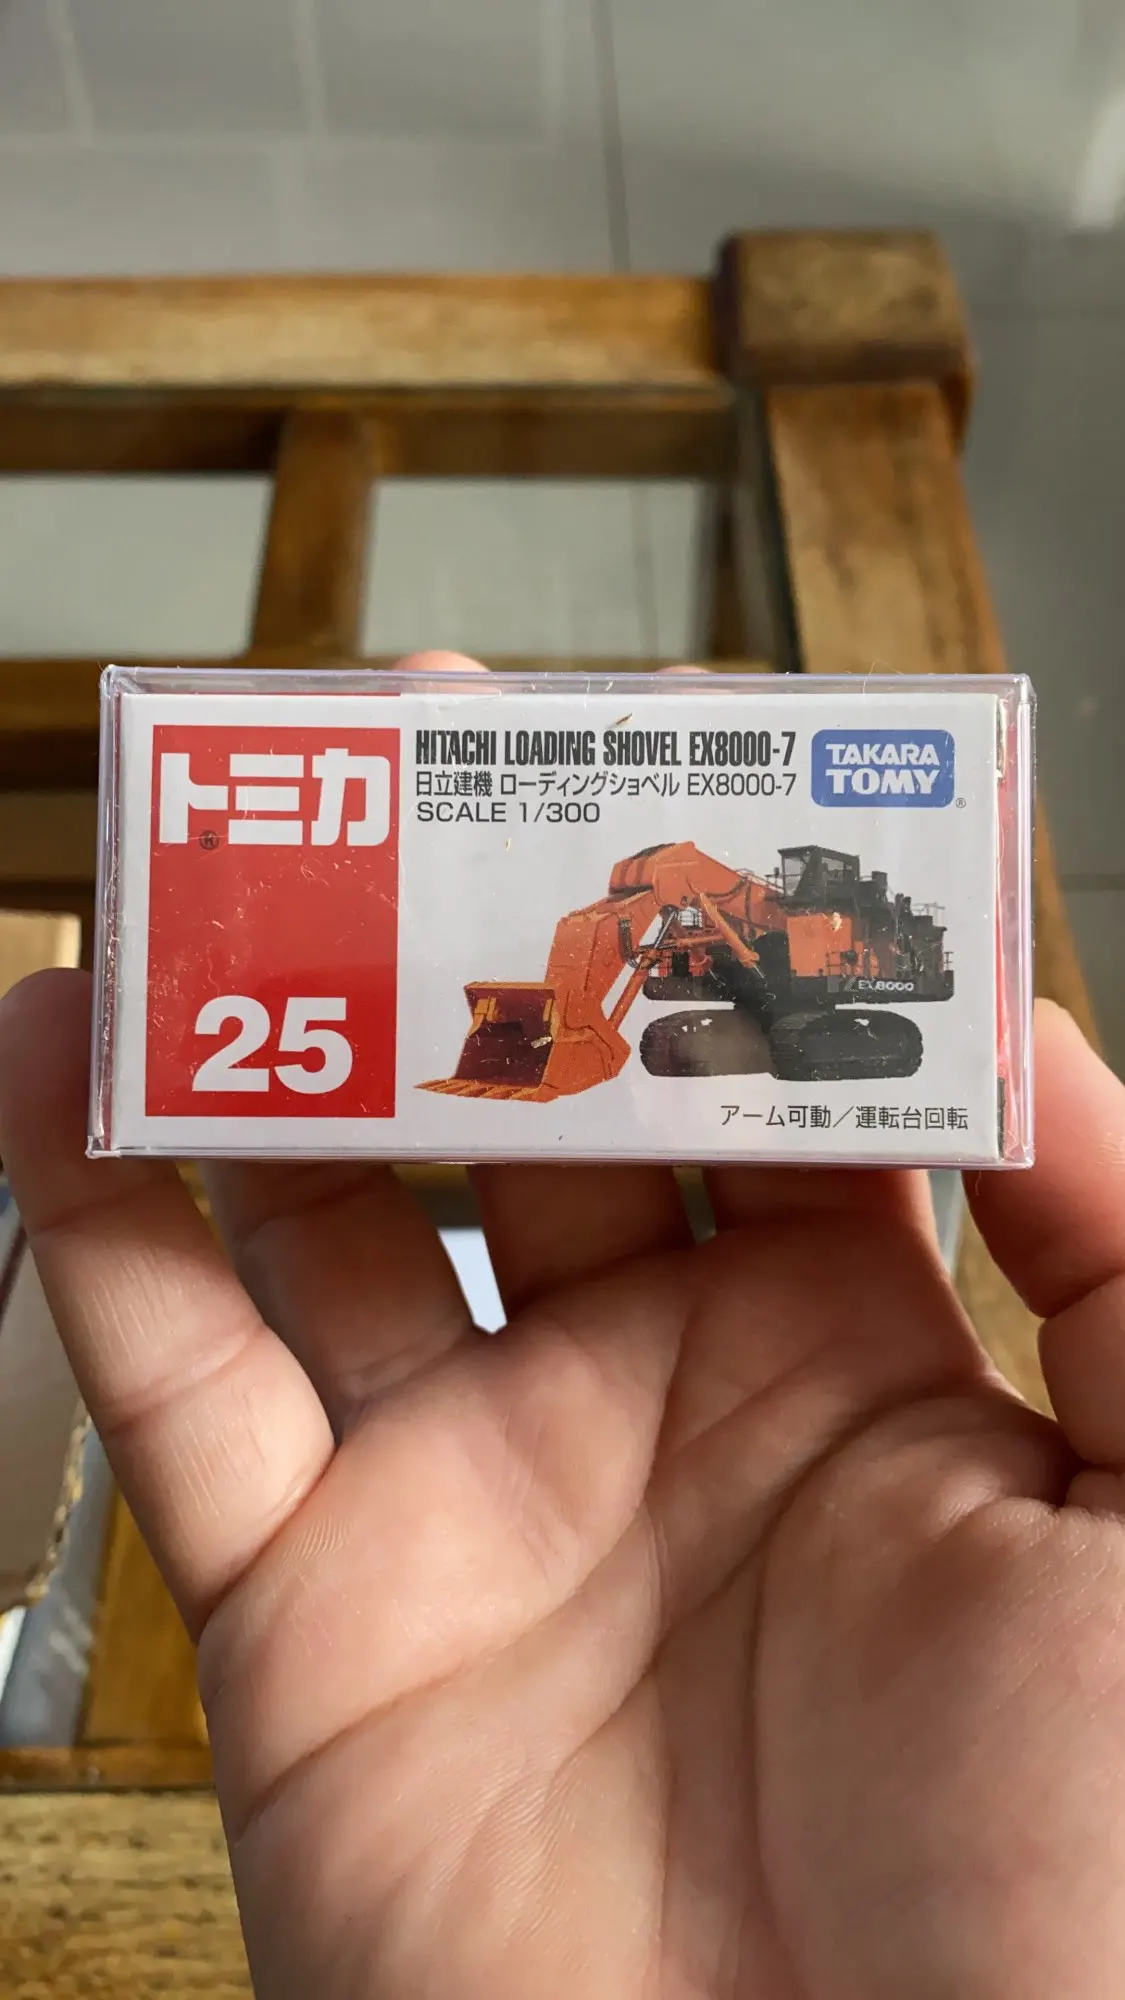 トミカ
®
25
HITACHI LOADING SHOVEL EX8000-7
日立建機 ローディングショベル EX8000-7
SCALE 1/300
TAKARA
TOMY
®
EX8000
アーム可動／運転台回転